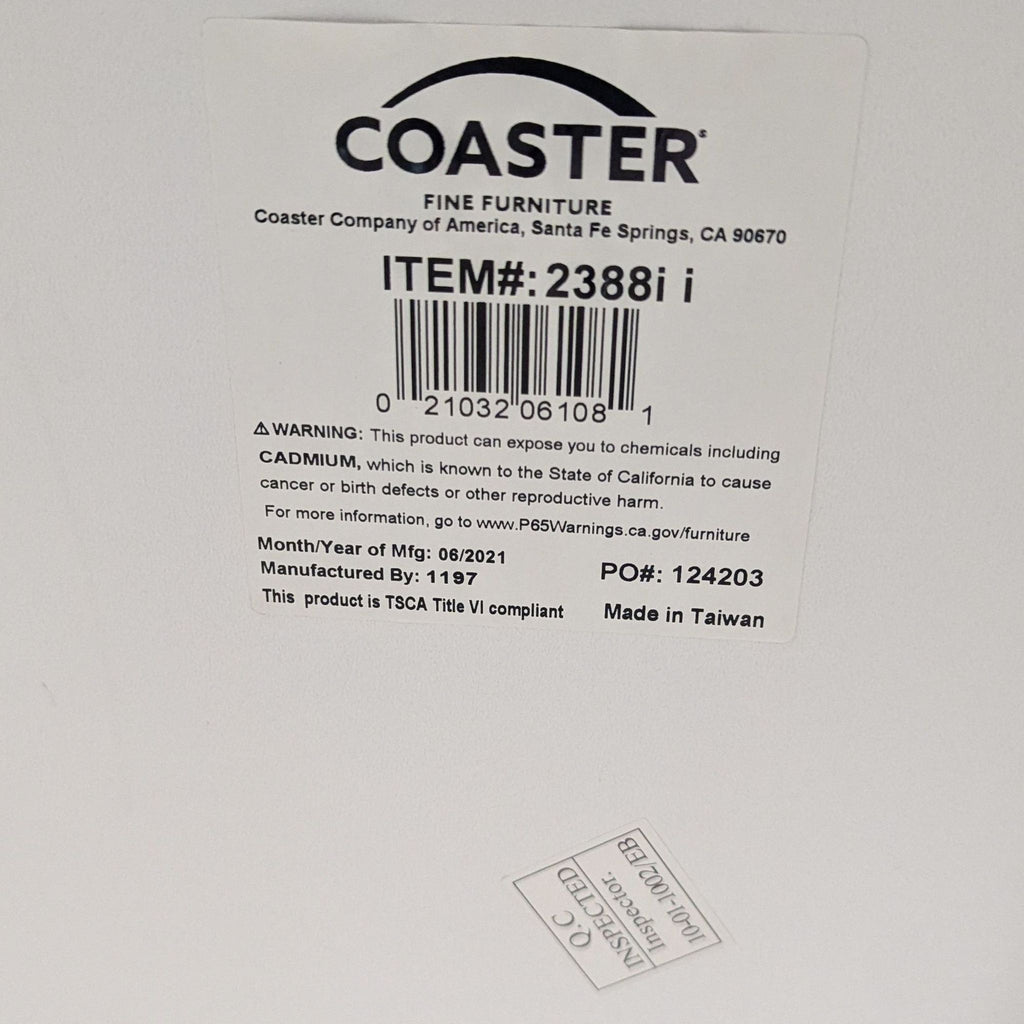 COASTER
FINE FURNITURE
Coaster Company of America, Santa Fe Springs, CA 90670
ITEM#: 2388i i
0 21032 06108 1
⚠ WARNING: This product can expose you to chemicals including
CADMIUM, which is known to the State of California to cause
cancer or birth defects or other reproductive harm.
For more information, go to www.P65Warnings.ca.gov/furniture
Month/Year of Mfg: 06/2021
Manufactured By: 1197
PO#: 124203
This product is TSCA Title VI compliant
Made in Taiwan
Q.C
INSPECTED
Inspector.
10-01-1002/EB